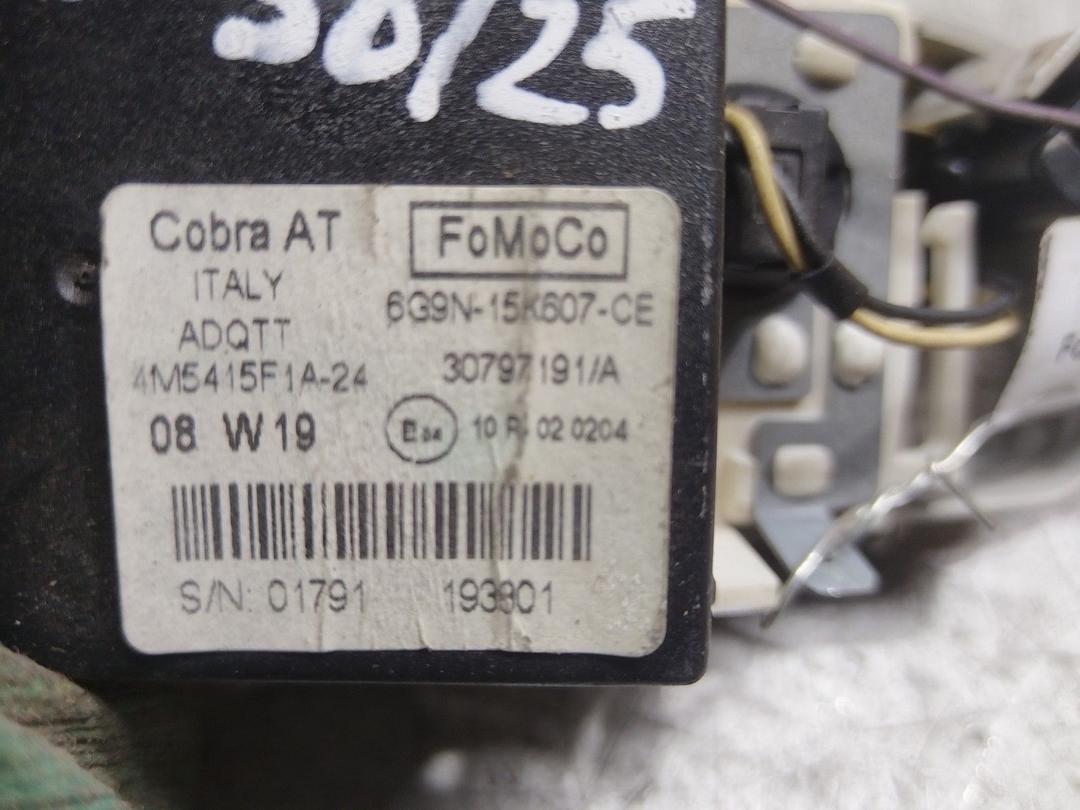 30/25
Cobra AT FoMoCo
ITALY 6G9N-15K607-CE
ADQTT
4M5415F1A-24 30797191/A
08 W19 E 10 R 02 0204
S/N: 01791 193801